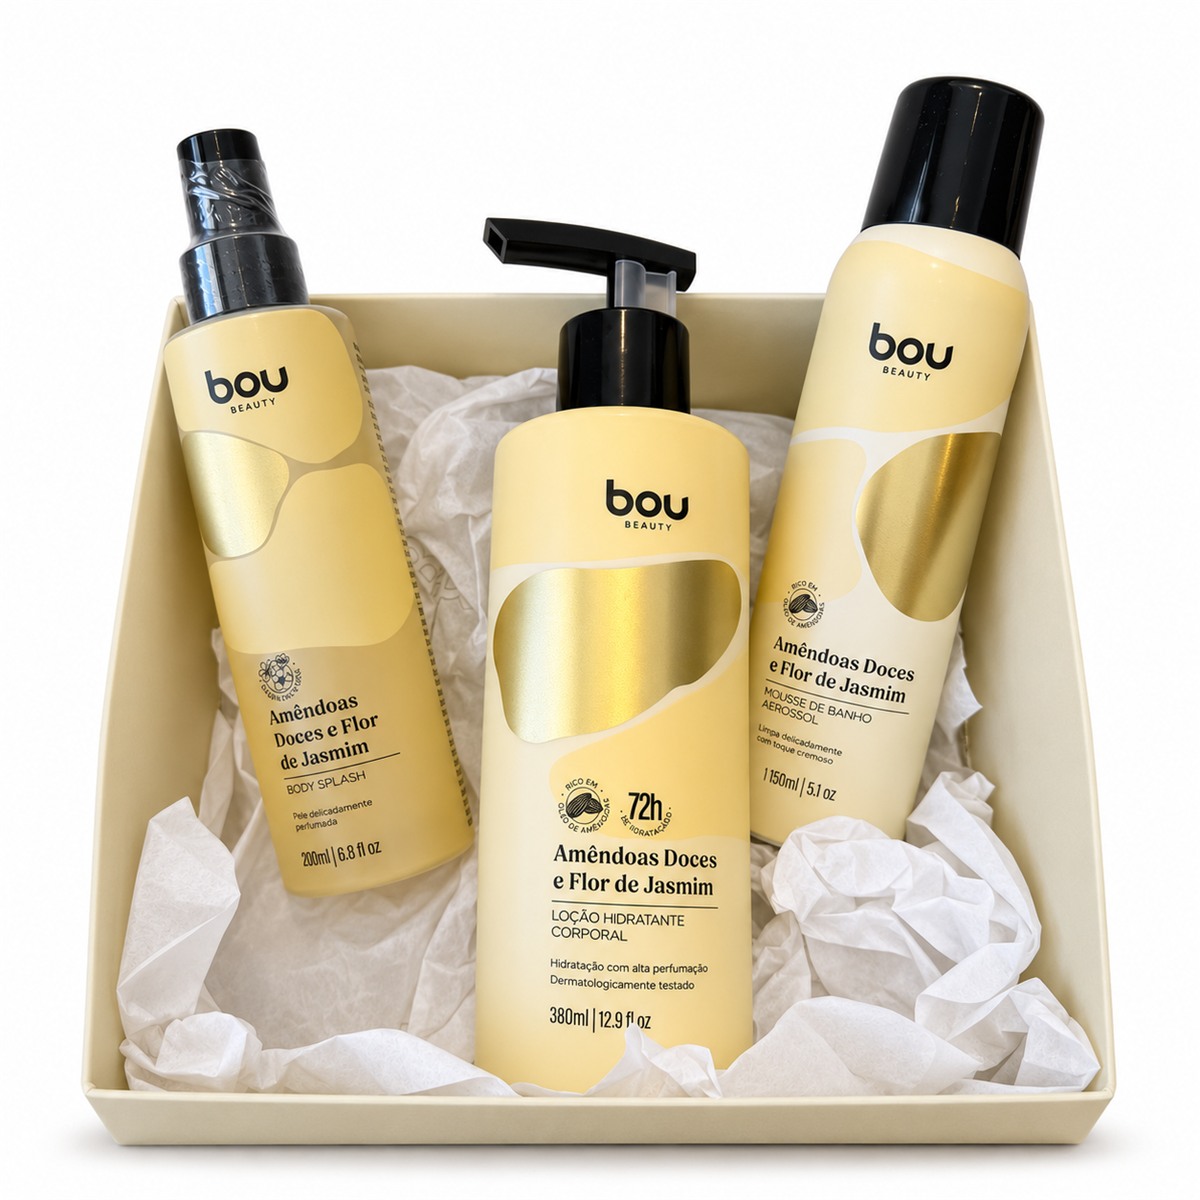 bou
BEAUTY
Amêndoas
Doces e Flor
de Jasmim
BODY SPLASH
Pele delicadamente
perfumada
200ml | 6.8 fl oz
bou
BEAUTY
RICO EM
ÓLEO DE AMÊNDOAS
72h
DE HIDRATAÇÃO
Amêndoas Doces
e Flor de Jasmim
LOÇÃO HIDRATANTE
CORPORAL
Hidratação com alta perfumação
Dermatologicamente testado
380ml | 12.9 fl oz
bou
BEAUTY
RICO EM
ÓLEO DE AMÊNDOAS
Amêndoas Doces
e Flor de Jasmim
MOUSSE DE BANHO
AEROSSOL
Limpa delicadamente
com toque cremoso
150ml | 5.1 oz